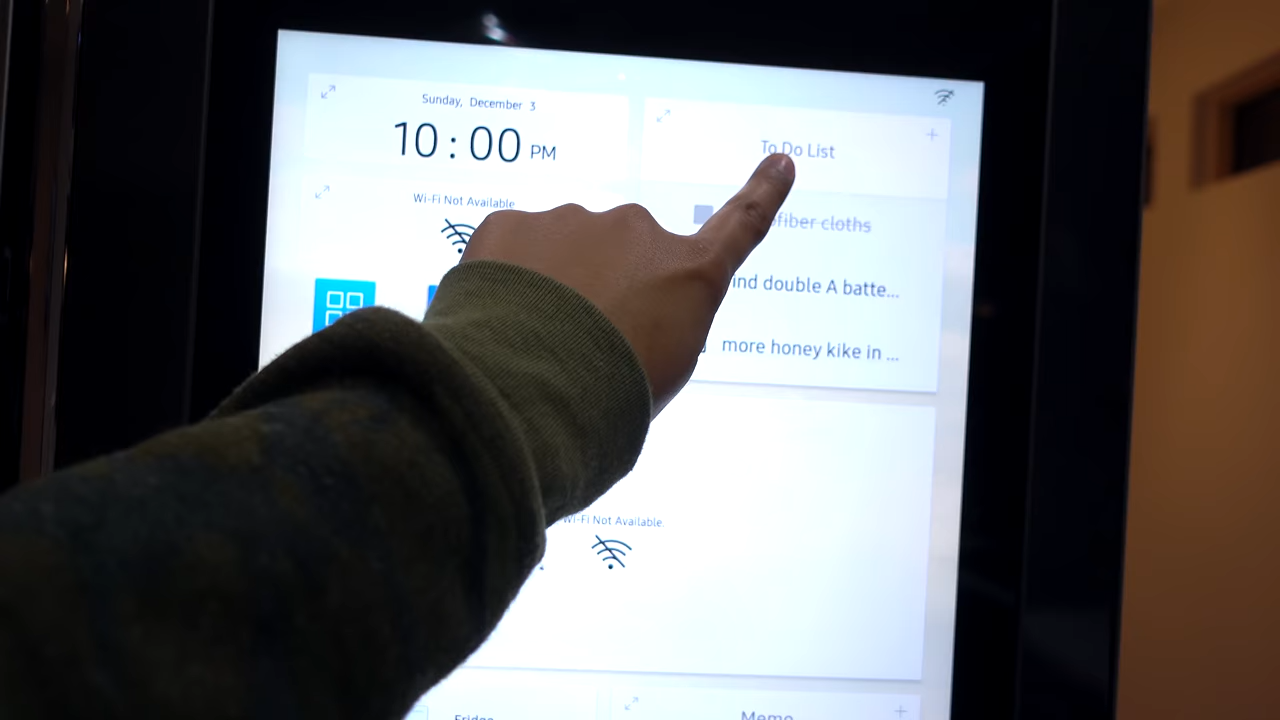 Sunday, December 3
10:00 PM
Wi-Fi Not Available
To Do List
fiber cloths
ind double A batte...
more honey kike in ...
Wi-Fi Not Available.
Fridge
Memo